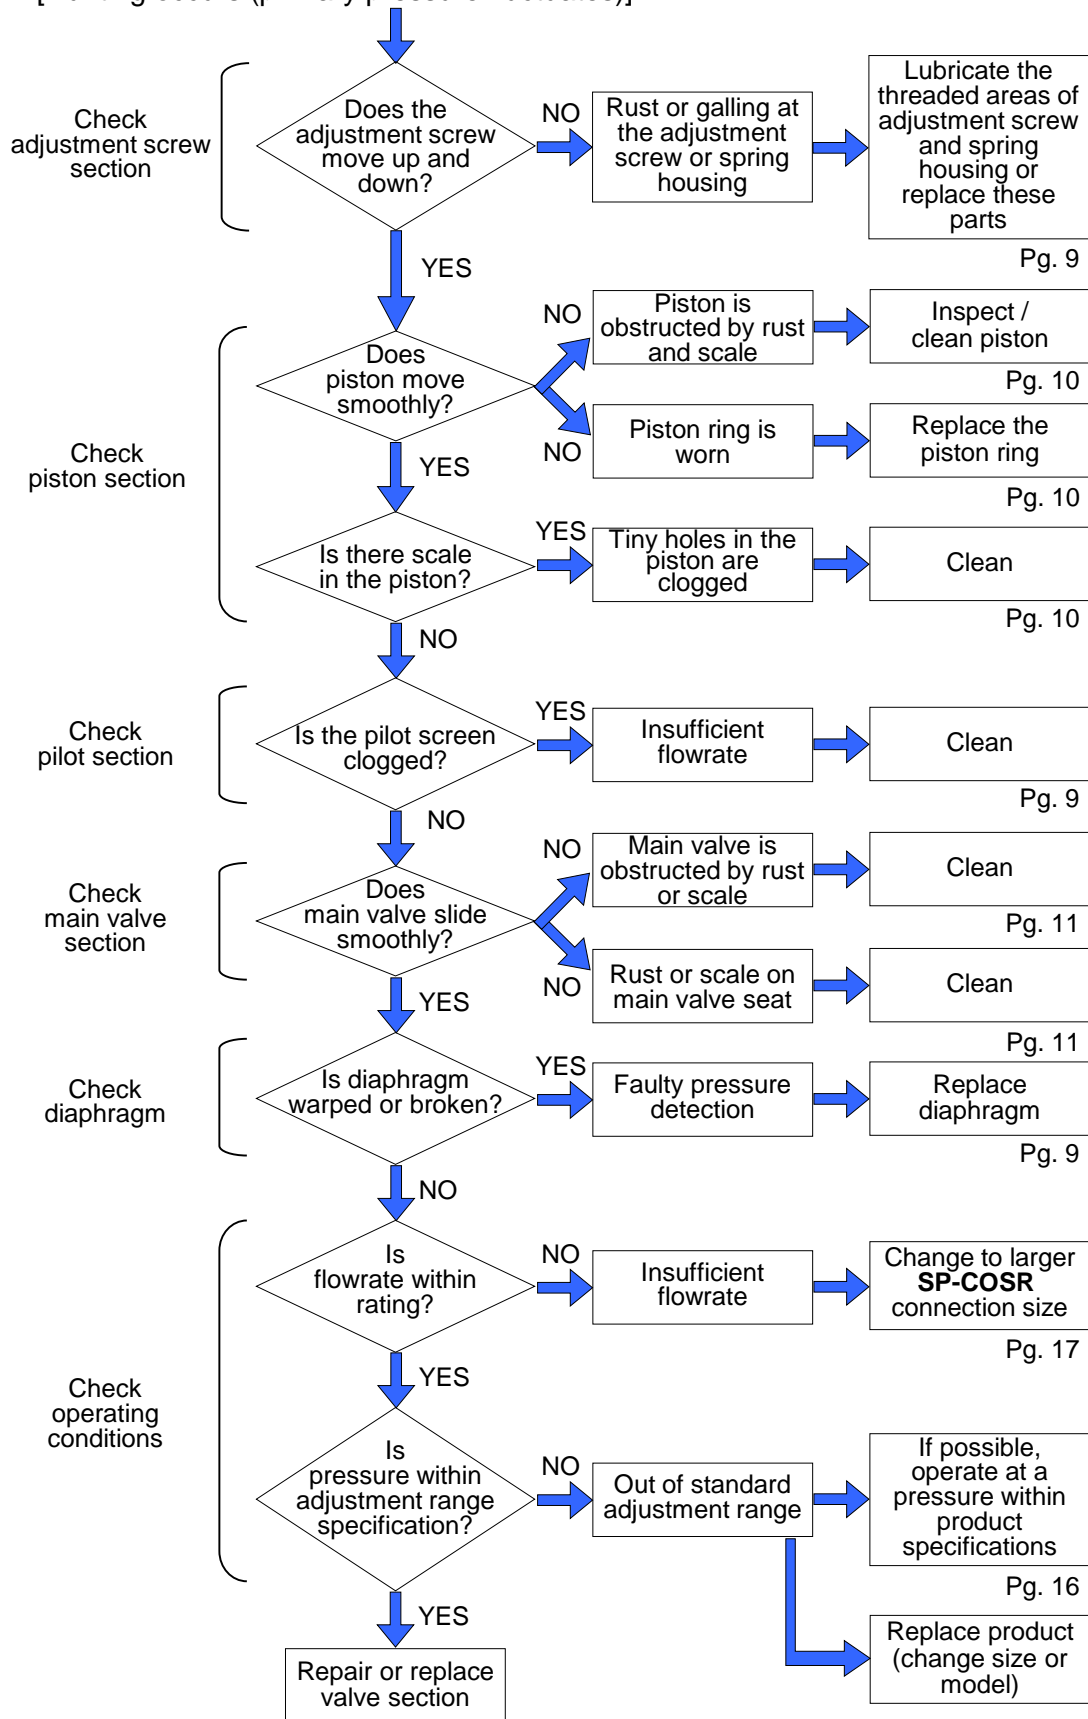 Check
adjustment screw
section
Does the
adjustment screw
move up and
down?
NO
Rust or galling at
the adjustment
screw or spring
housing
Lubricate the
threaded areas of
adjustment screw
and spring
housing or
replace these
parts
Pg. 9
YES
Check
piston section
Does
piston move
smoothly?
NO
Piston is
obstructed by rust
and scale
Inspect /
clean piston
Pg. 10
NO
Piston ring is
worn
Replace the
piston ring
Pg. 10
YES
Is there scale
in the piston?
YES
Tiny holes in the
piston are
clogged
Clean
Pg. 10
NO
Check
pilot section
Is the pilot screen
clogged?
YES
Insufficient
flowrate
Clean
Pg. 9
NO
Check
main valve
section
Does
main valve slide
smoothly?
NO
Main valve is
obstructed by rust
or scale
Clean
Pg. 11
NO
Rust or scale on
main valve seat
Clean
Pg. 11
YES
Check
diaphragm
Is diaphragm
warped or broken?
YES
Faulty pressure
detection
Replace
diaphragm
Pg. 9
NO
Check
operating
conditions
Is
flowrate within
rating?
NO
Insufficient
flowrate
Change to larger
SP-COSR
connection size
Pg. 17
YES
Is
pressure within
adjustment range
specification?
NO
Out of standard
adjustment range
If possible,
operate at a
pressure within
product
specifications
Pg. 16
Replace product
(change size or
model)
YES
Repair or replace
valve section